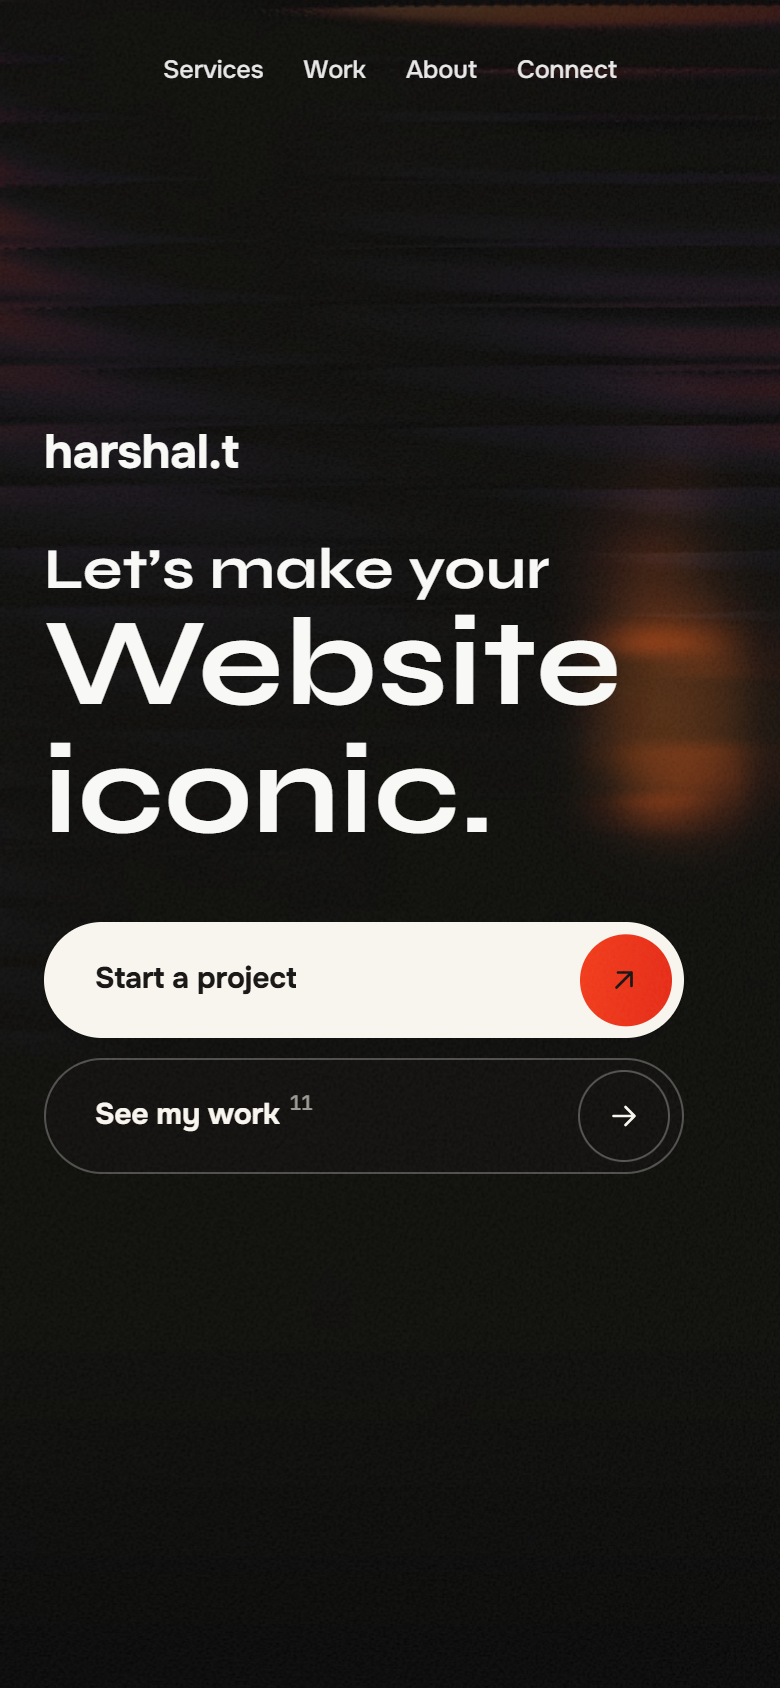 Services Work About Connect
harshal.t
Let’s make your
Website
iconic.
Start a project
See my work 11